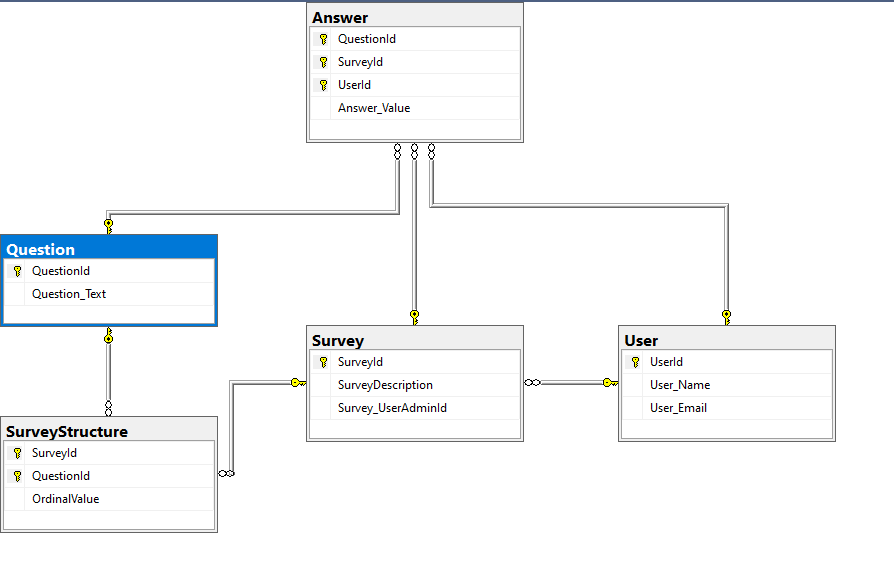 Answer
QuestionId
SurveyId
UserId
Answer_Value
Question
QuestionId
Question_Text
Survey
SurveyId
SurveyDescription
Survey_UserAdminId
User
UserId
User_Name
User_Email
SurveyStructure
SurveyId
QuestionId
OrdinalValue